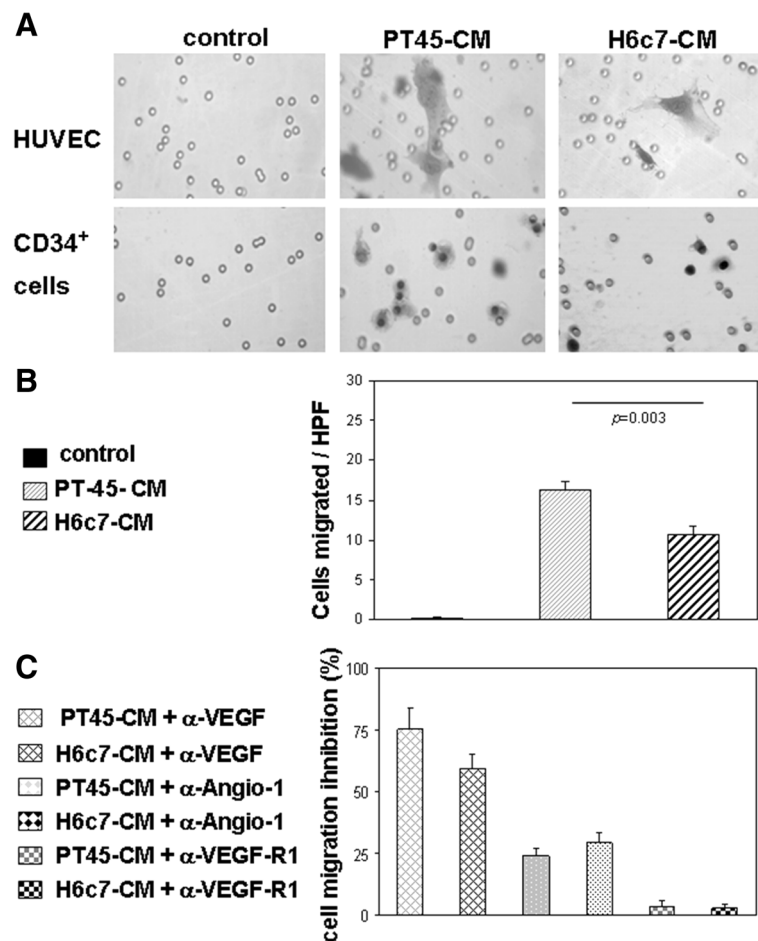 A
control PT45-CM H6c7-CM
HUVEC
CD34+
cells
B
control
PT-45-CM
H6c7-CM
Cells migrated / HPF
30
25
20
15
10
5
0
p=0.003
C
PT45-CM + α-VEGF
H6c7-CM + α-VEGF
PT45-CM + α-Angio-1
H6c7-CM + α-Angio-1
PT45-CM + α-VEGF-R1
H6c7-CM + α-VEGF-R1
cell migration ihnibition (%)
100
75
50
25
0